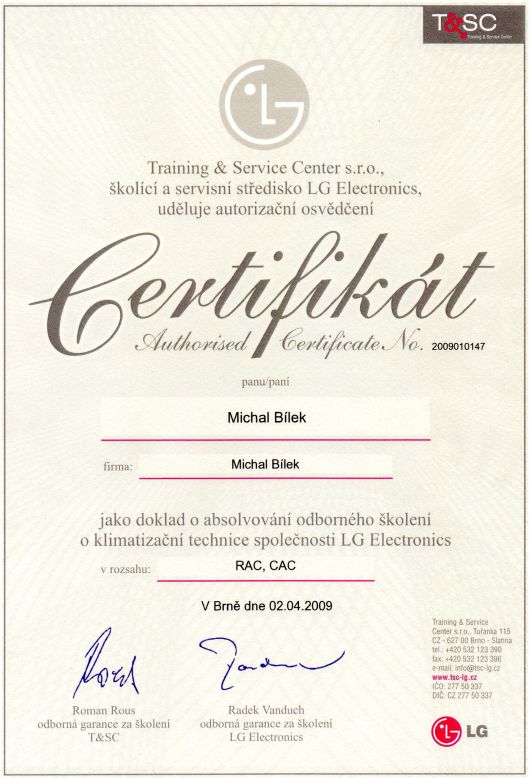 T&SC
Training & Service Center
LG
Training & Service Center s.r.o.,
školící a servisní středisko LG Electronics,
uděluje autorizační osvědčení
Certifikát
Authorised Certificate No. 2009010147
panu/paní
Michal Bílek
firma: Michal Bílek
jako doklad o absolvování odborného školení
o klimatizační technice společnosti LG Electronics
v rozsahu: RAC, CAC
V Brně dne 02.04.2009
Roman Rous
odborná garance za školení
T&SC
Radek Vanduch
odborná garance za školení
LG Electronics
Training & Service
Center s.r.o., Tuřanka 115
CZ - 627 00 Brno - Slatina
tel.: +420 532 123 390
fax: +420 532 123 396
e-mail: info@tsc-lg.cz
www.tsc-lg.cz
IČO: 277 50 337
DIČ: CZ 277 50 337
LG